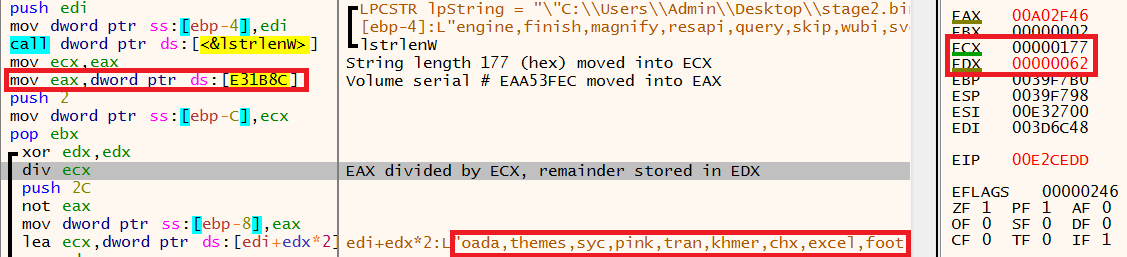 push edi
mov dword ptr ss:[ebp-4],edi
call dword ptr ds:[<&lstrlenW>]
mov ecx,eax
mov eax,dword ptr ds:[E31B8C]
push 2
mov dword ptr ss:[ebp-C],ecx
pop ebx
xor edx,edx
div ecx
push 2C
not eax
mov dword ptr ss:[ebp-8],eax
lea ecx,dword ptr ds:[edi+edx*2]
LPCSTR lpString = "\"C:\\Users\\Admin\\Desktop\\stage2.bin
[ebp-4]:L"engine,finish,magnify,resapi,query,skip,wubi,sv
lstrlenW
String length 177 (hex) moved into ECX
Volume serial # EAA53FEC moved into EAX
EAX divided by ECX, remainder stored in EDX
edi+edx*2:L"oada,themes,syc,pink,tran,khmer,chx,excel,foot
EAX 00A02F46
EBX 00000002
ECX 00000177
EDX 00000062
EBP 0039F7B0
ESP 0039F798
ESI 00E32700
EDI 003D6C48
EIP 00E2CEDD
EFLAGS 00000246
ZF 1 PF 1 AF 0
OF 0 SF 0 DF 0
CF 0 TF 0 IF 1